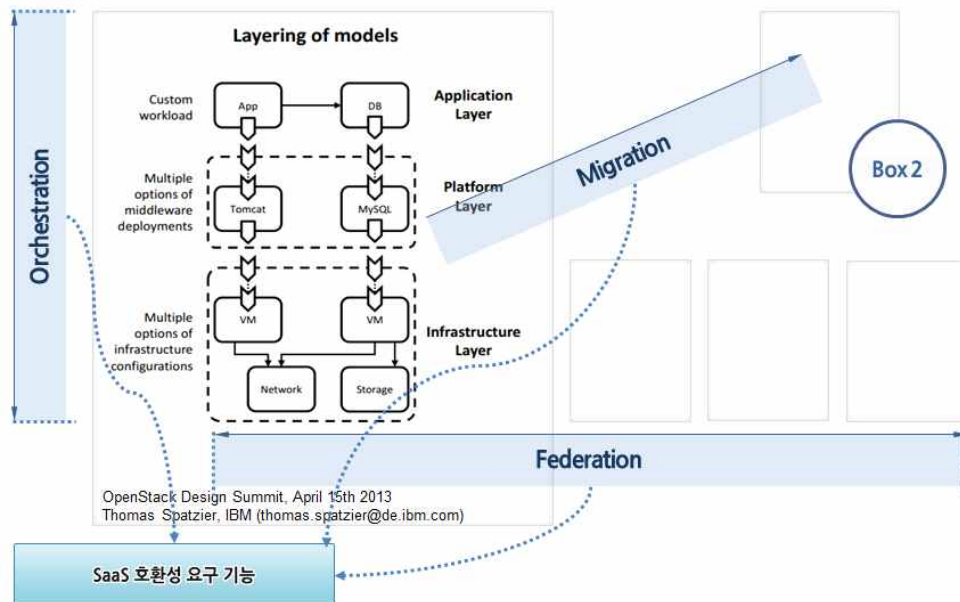 Layering of models
Custom
workload
App
DB
Application
Layer
Multiple
options of
middleware
deployments
Tomcat
MySQL
Platform
Layer
Multiple
options of
infrastructure
configurations
VM
VM
Infrastructure
Layer
Network
Storage
Orchestration
Migration
Box 2
Federation
OpenStack Design Summit, April 15th 2013
Thomas Spatzier, IBM (thomas.spatzier@de.ibm.com)
SaaS 호환성 요구 기능